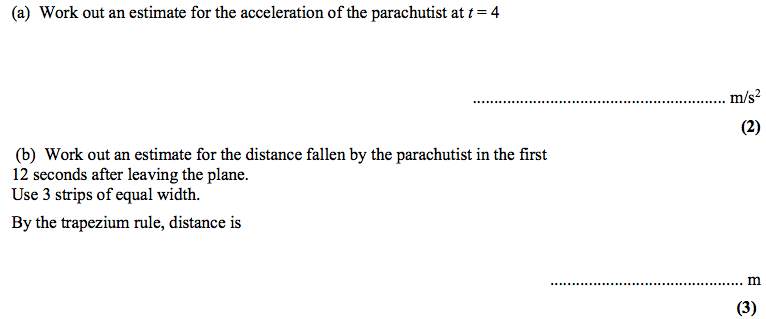 (a) Work out an estimate for the acceleration of the parachutist at t = 4
............................................................ m/s²
(2)
(b) Work out an estimate for the distance fallen by the parachutist in the first
12 seconds after leaving the plane.
Use 3 strips of equal width.
By the trapezium rule, distance is
.............................................. m
(3)